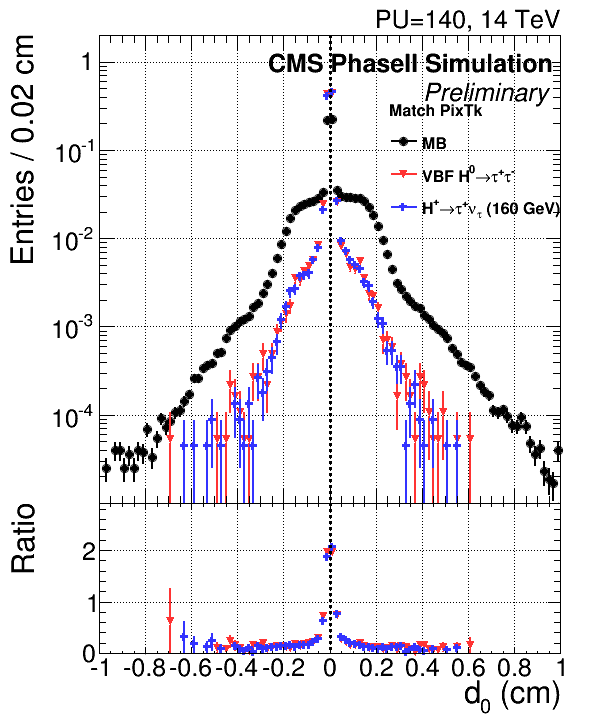 PU=140, 14 TeV
CMS PhaseII Simulation
Preliminary
Match PixTk
MB
VBF H⁰→τ⁺τ⁻
H⁺→τ⁺ν_τ (160 GeV)
Entries / 0.02 cm
1
10⁻¹
10⁻²
10⁻³
10⁻⁴
Ratio
2
1
0
-1 -0.8 -0.6 -0.4 -0.2 0 0.2 0.4 0.6 0.8 1
d₀ (cm)